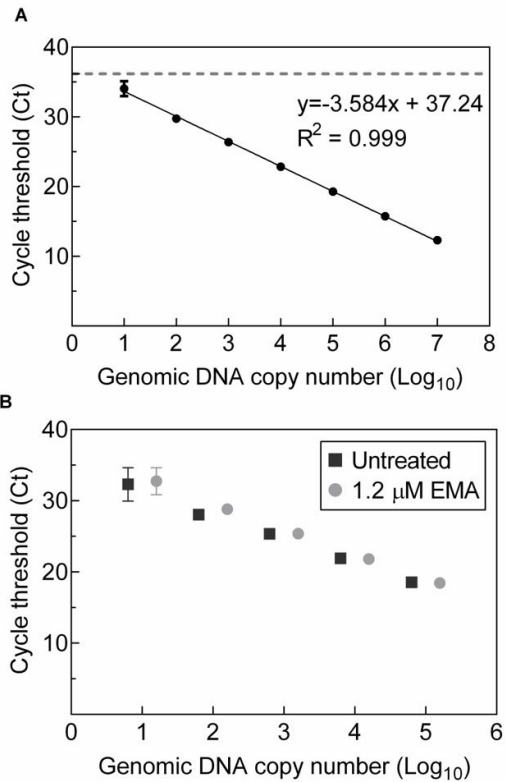 A
40
30
20
10
y=-3.584x + 37.24
R² = 0.999
Cycle threshold (Ct)
0 1 2 3 4 5 6 7 8
Genomic DNA copy number (Log₁₀)
B
40
30
20
10
Untreated
1.2 µM EMA
Cycle threshold (Ct)
0 1 2 3 4 5 6
Genomic DNA copy number (Log₁₀)